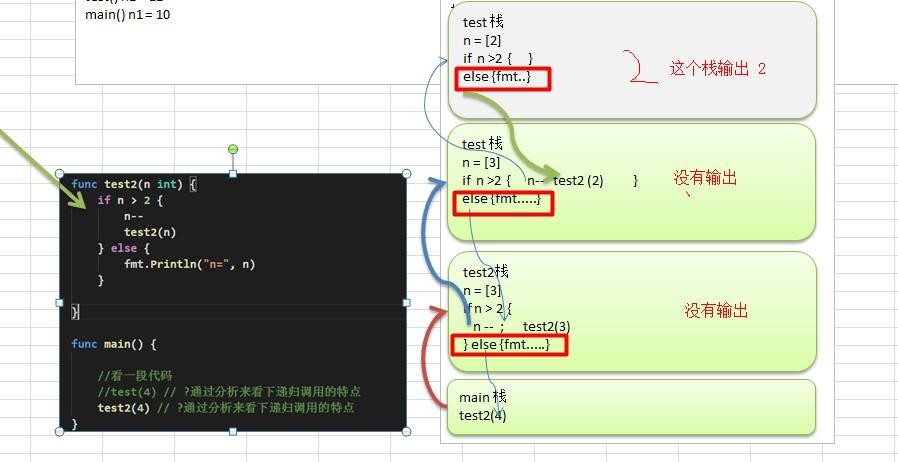 main() n1 = 10
func test2(n int) {
if n > 2 {
n--
test2(n)
} else {
fmt.Println("n=", n)
}
}
func main() {
//看一段代码
//test(4) // ?通过分析来看下递归调用的特点
test2(4) // ?通过分析来看下递归调用的特点
}
test 栈
n = [2]
if n >2 { }
else {fmt..}
2 这个栈输出 2
test 栈
n = [3]
if n >2 { n-- test2 (2) }
else {fmt.....}
没有输出
test2栈
n = [3]
if n > 2 {
n -- ; test2(3)
} else {fmt.....}
没有输出
main 栈
test2(4)